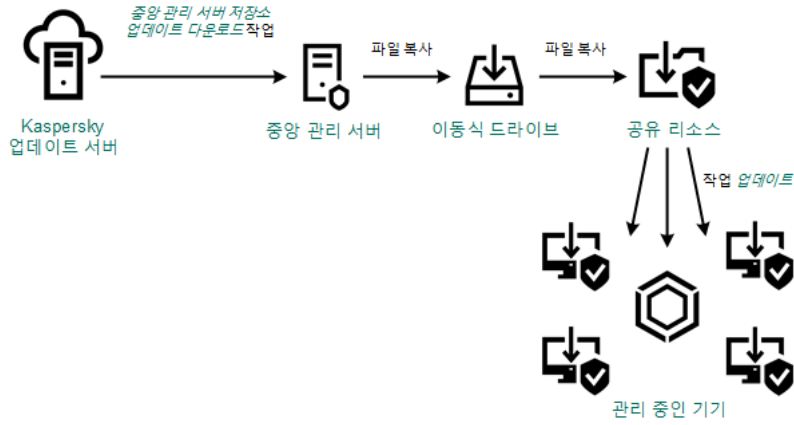 중앙 관리 서버 저장소
업데이트 다운로드 작업
파일 복사
파일 복사
Kaspersky
업데이트 서버
중앙 관리 서버
이동식 드라이브
공유 리소스
작업 업데이트
관리 중인 기기